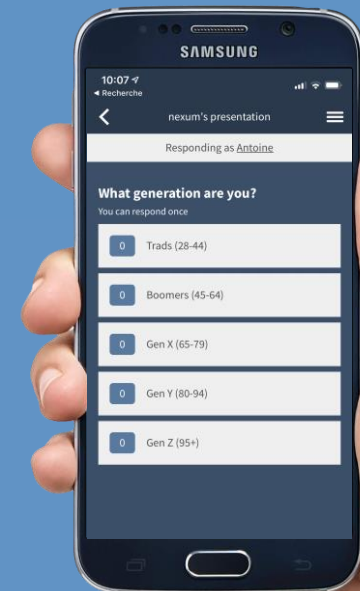 SAMSUNG
10:07
◀ Recherche
nexum's presentation
Responding as Antoine
What generation are you?
You can respond once
0 Trads (28-44)
0 Boomers (45-64)
0 Gen X (65-79)
0 Gen Y (80-94)
0 Gen Z (95+)